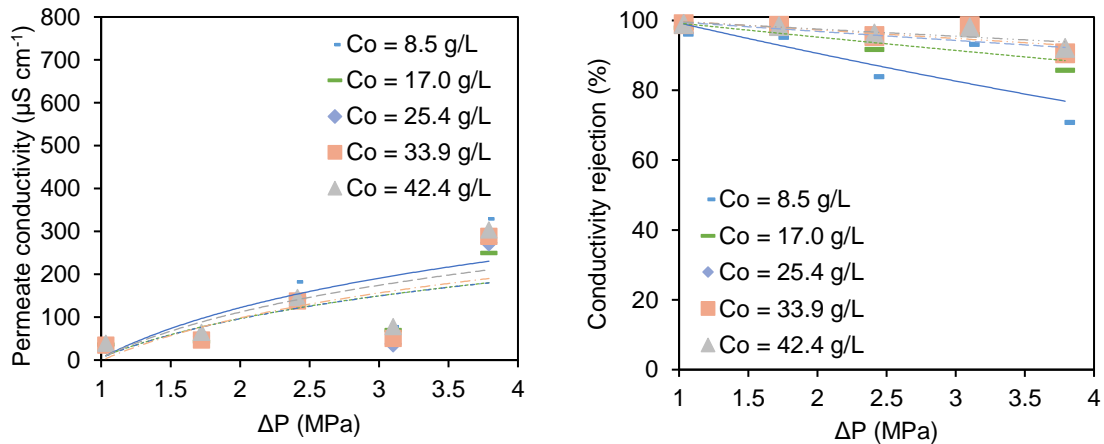 Permeate conductivity (µS cm-1)
800
700
600
500
400
300
200
100
0
Co = 8.5 g/L
Co = 17.0 g/L
Co = 25.4 g/L
Co = 33.9 g/L
Co = 42.4 g/L
1 1.5 2 2.5 3 3.5 4
ΔP (MPa)
Conductivity rejection (%)
100
80
60
40
20
0
Co = 8.5 g/L
Co = 17.0 g/L
Co = 25.4 g/L
Co = 33.9 g/L
Co = 42.4 g/L
1 1.5 2 2.5 3 3.5 4
ΔP (MPa)